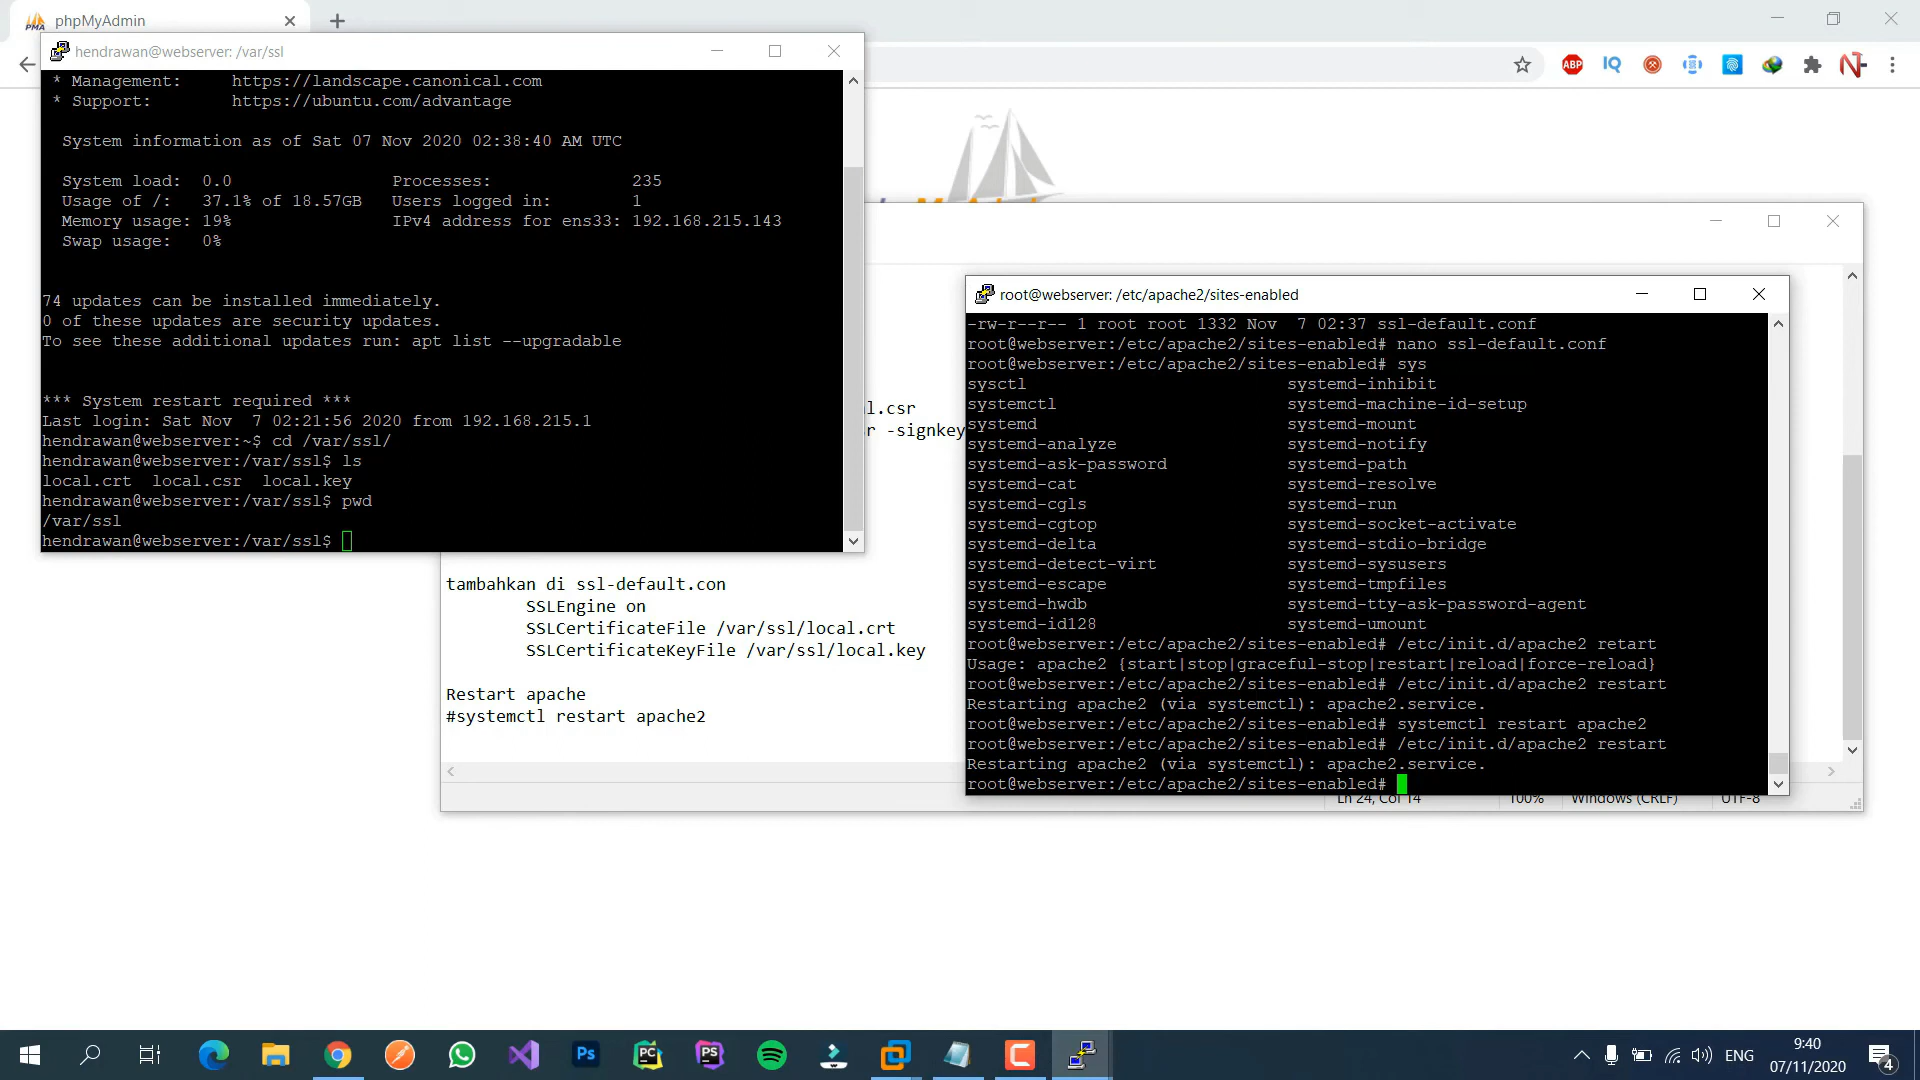 phpMyAdmin
hendrawan@webserver: /var/ssl
* Management:     https://landscape.canonical.com
* Support:        https://ubuntu.com/advantage
System information as of Sat 07 Nov 2020 02:38:40 AM UTC
System load:  0.0                Processes:              235
Usage of /:   37.1% of 18.57GB   Users logged in:        1
Memory usage: 19%                IPv4 address for ens33: 192.168.215.143
Swap usage:   0%
74 updates can be installed immediately.
0 of these updates are security updates.
To see these additional updates run: apt list --upgradable
*** System restart required ***
Last login: Sat Nov  7 02:21:56 2020 from 192.168.215.1
hendrawan@webserver:~$ cd /var/ssl/
hendrawan@webserver:/var/ssl$ ls
local.crt  local.csr  local.key
hendrawan@webserver:/var/ssl$ pwd
/var/ssl
hendrawan@webserver:/var/ssl$
l.csr
r -signkey
tambahkan di ssl-default.con
SSLEngine on
SSLCertificateFile /var/ssl/local.crt
SSLCertificateKeyFile /var/ssl/local.key
Restart apache
#systemctl restart apache2
root@webserver: /etc/apache2/sites-enabled
-rw-r--r-- 1 root root 1332 Nov  7 02:37 ssl-default.conf
root@webserver:/etc/apache2/sites-enabled# nano ssl-default.conf
root@webserver:/etc/apache2/sites-enabled# sys
sysctl                          systemd-inhibit
systemctl                       systemd-machine-id-setup
systemd                         systemd-mount
systemd-analyze                 systemd-notify
systemd-ask-password            systemd-path
systemd-cat                     systemd-resolve
systemd-cgls                    systemd-run
systemd-cgtop                   systemd-socket-activate
systemd-delta                   systemd-stdio-bridge
systemd-detect-virt             systemd-sysusers
systemd-escape                  systemd-tmpfiles
systemd-hwdb                    systemd-tty-ask-password-agent
systemd-id128                   systemd-umount
root@webserver:/etc/apache2/sites-enabled# /etc/init.d/apache2 retart
Usage: apache2 {start|stop|graceful-stop|restart|reload|force-reload}
root@webserver:/etc/apache2/sites-enabled# /etc/init.d/apache2 restart
Restarting apache2 (via systemctl): apache2.service.
root@webserver:/etc/apache2/sites-enabled# systemctl restart apache2
root@webserver:/etc/apache2/sites-enabled# /etc/init.d/apache2 restart
Restarting apache2 (via systemctl): apache2.service.
root@webserver:/etc/apache2/sites-enabled#
Ln 24, Col 14 100% Windows (CRLF) UTF-8
PMA
ABP
IQ
Ps
PC
PS
ENG
9:40
07/11/2020
4